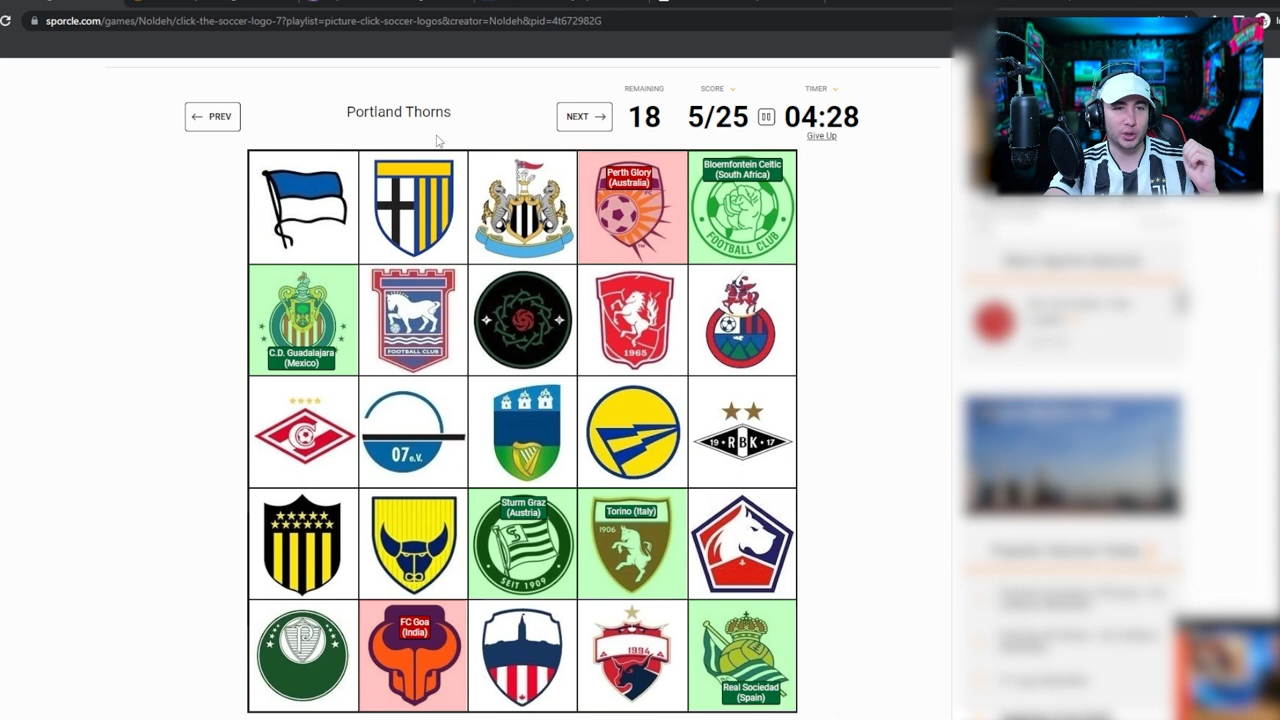 sporcle.com/games/Noldeh/click-the-soccer-logo-7?playlist=picture-click-soccer-logos&creator=Noldeh&pid=4t672982G
← PREV
Portland Thorns
NEXT →
REMAINING
18
SCORE
5/25
TIMER
04:28
Give Up
Perth Glory
(Australia)
Bloemfontein Celtic
(South Africa)
FOOTBALL CLUB
C.D. Guadalajara
(Mexico)
FOOTBALL CLUB
1965
07 e.V.
19 RBK 17
Sturm Graz
(Austria)
SEIT 1909
Torino (Italy)
1906
FC Goa
(India)
1994
Real Sociedad
(Spain)